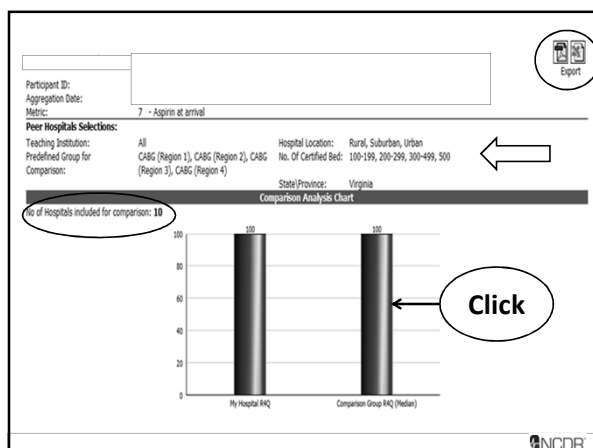 Export
Participant ID:
Aggregation Date:
Metric: 7 - Aspirin at arrival
Peer Hospitals Selections:
Teaching Institution: All Hospital Location: Rural, Suburban, Urban
Predefined Group for CABG (Region 1), CABG (Region 2), CABG No. Of Certified Bed: 100-199, 200-299, 300-499, 500
Comparison: (Region 3), CABG (Region 4)
State\Province: Virginia
Comparison Analysis Chart
No of Hospitals included for comparison: 10
100 100 100
80
60
Click
40
20
0
My Hospital R4Q Comparison Group R4Q (Median)
NCDR